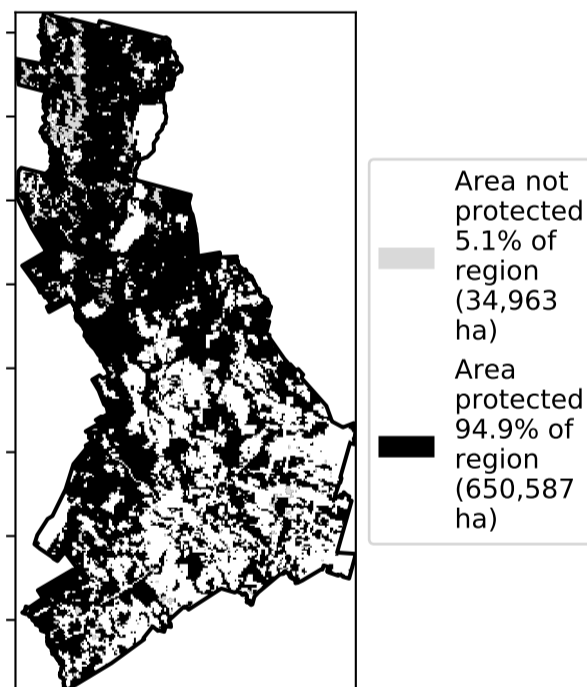 Area not
protected
5.1% of
region
(34,963
ha)
Area
protected
94.9% of
region
(650,587
ha)